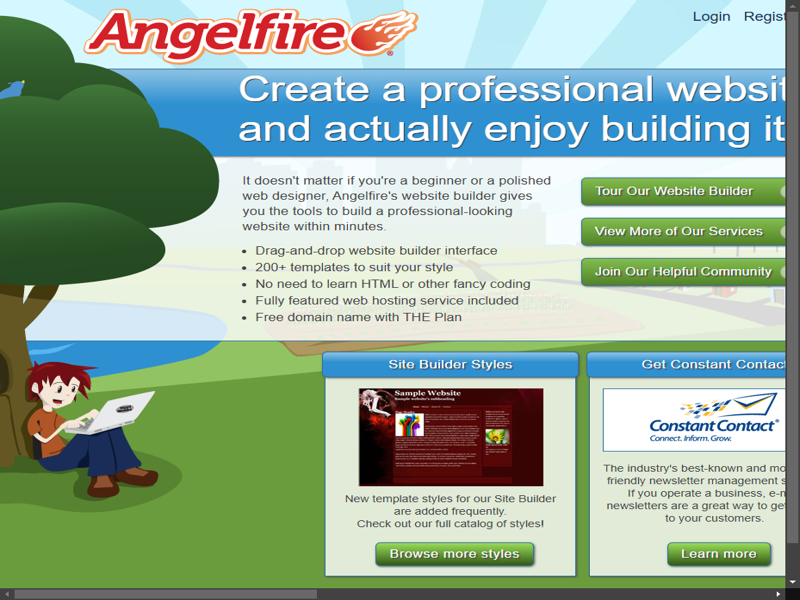 Angelfire
Login Regist
Create a professional websit
and actually enjoy building it
It doesn't matter if you're a beginner or a polished
web designer, Angelfire's website builder gives
you the tools to build a professional-looking
website within minutes.
• Drag-and-drop website builder interface
• 200+ templates to suit your style
• No need to learn HTML or other fancy coding
• Fully featured web hosting service included
• Free domain name with THE Plan
Tour Our Website Builder
View More of Our Services
Join Our Helpful Community
Site Builder Styles
Sample Website
Sample website's subheading
New template styles for our Site Builder
are added frequently.
Check out our full catalog of styles!
Browse more styles
Get Constant Contac
Constant Contact®
Connect. Inform. Grow.
The industry's best-known and mo
friendly newsletter management s
If you operate a business, e-m
newsletters are a great way to get
to your customers.
Learn more